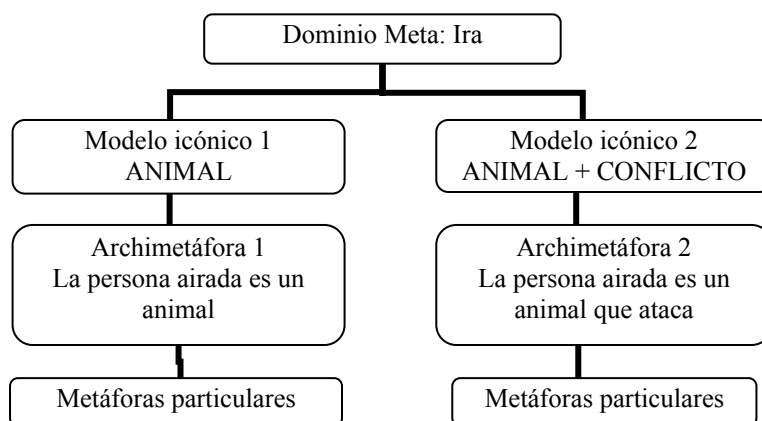 Dominio Meta: Ira
Modelo icónico 1
ANIMAL
Modelo icónico 2
ANIMAL + CONFLICTO
Archimetáfora 1
La persona airada es un
animal
Archimetáfora 2
La persona airada es un
animal que ataca
Metáforas particulares
Metáforas particulares